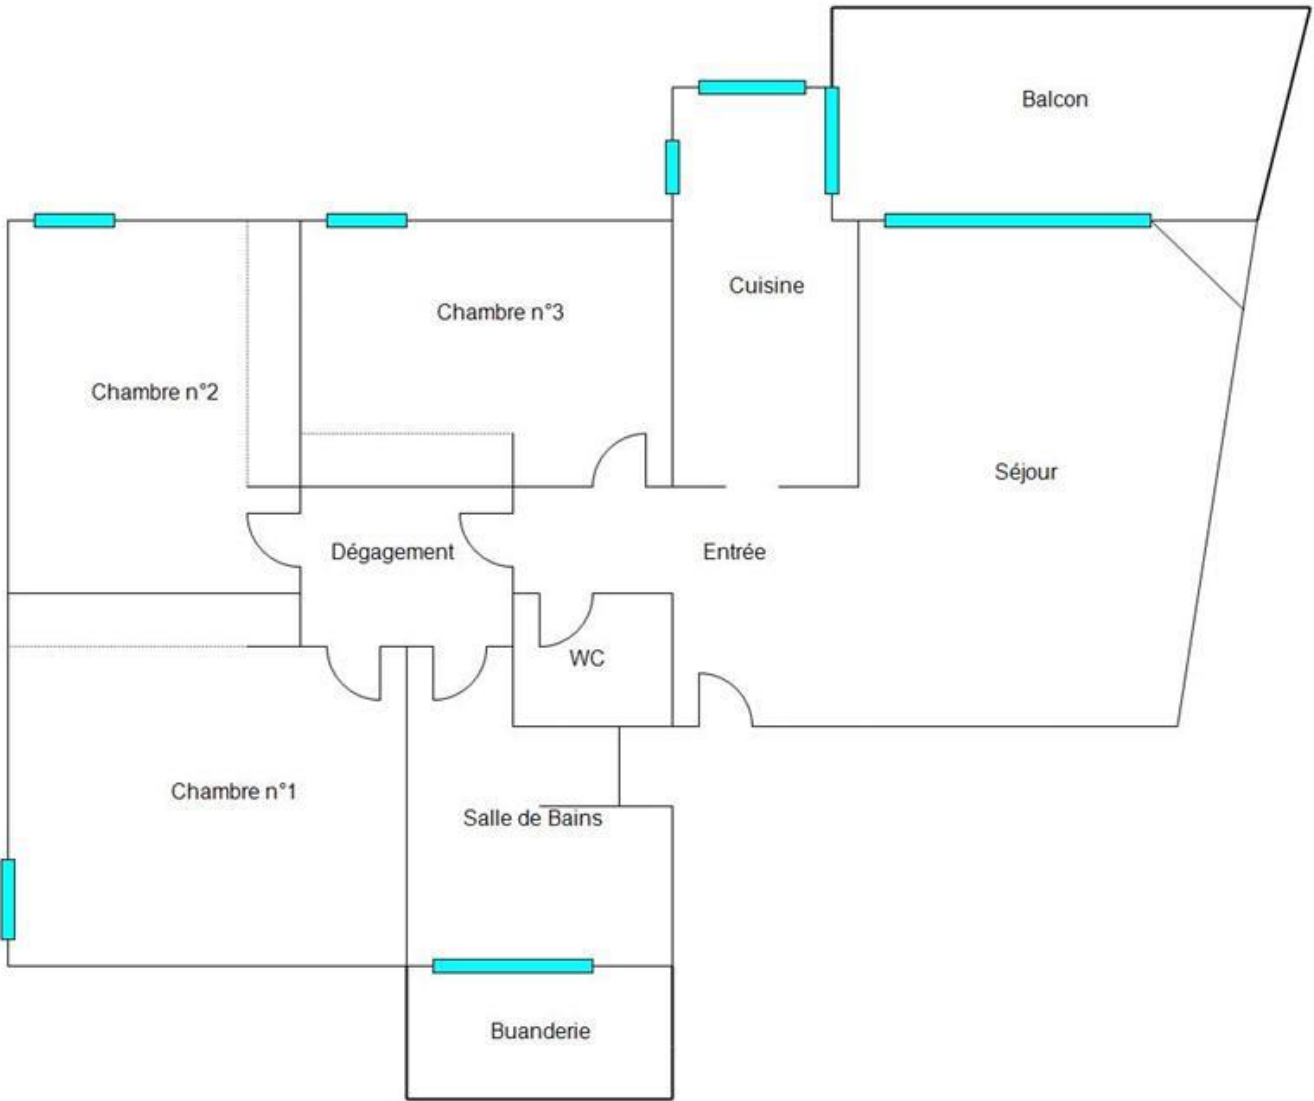 Balcon
Cuisine
Chambre n°3
Chambre n°2
Séjour
Dégagement
Entrée
WC
Chambre n°1
Salle de Bains
Buanderie